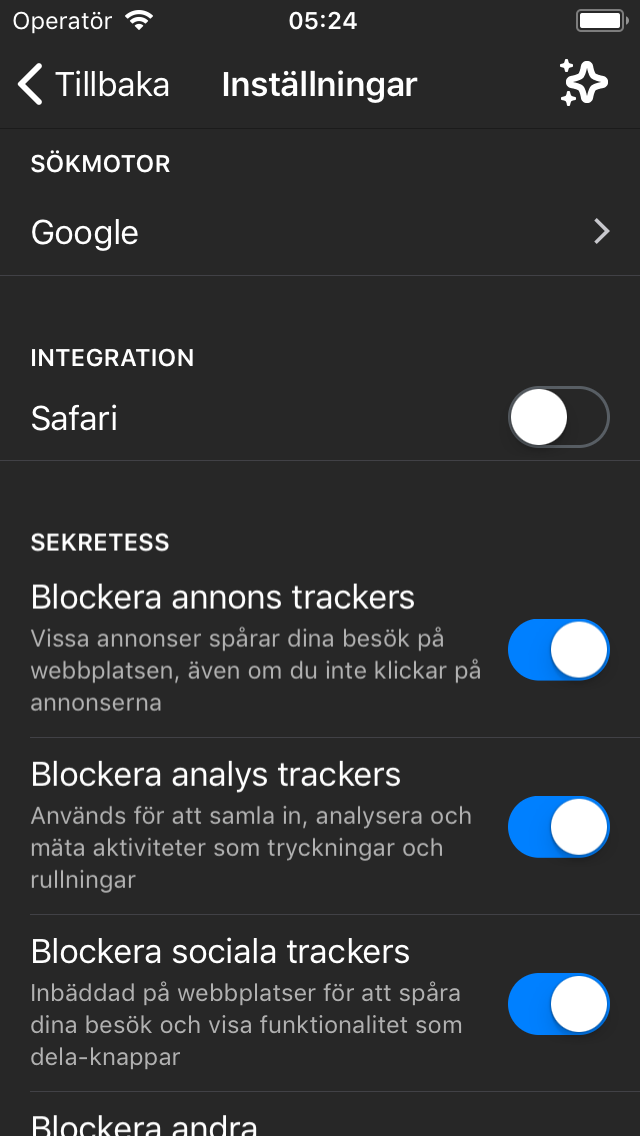 Operatör 05:24
Tillbaka Inställningar
SÖKMOTOR
Google
INTEGRATION
Safari
SEKRETESS
Blockera annons trackers
Vissa annonser spårar dina besök på
webbplatsen, även om du inte klickar på
annonserna
Blockera analys trackers
Används för att samla in, analysera och
mäta aktiviteter som tryckningar och
rullningar
Blockera sociala trackers
Inbäddad på webbplatser för att spåra
dina besök och visa funktionalitet som
dela-knappar
Blockera andra